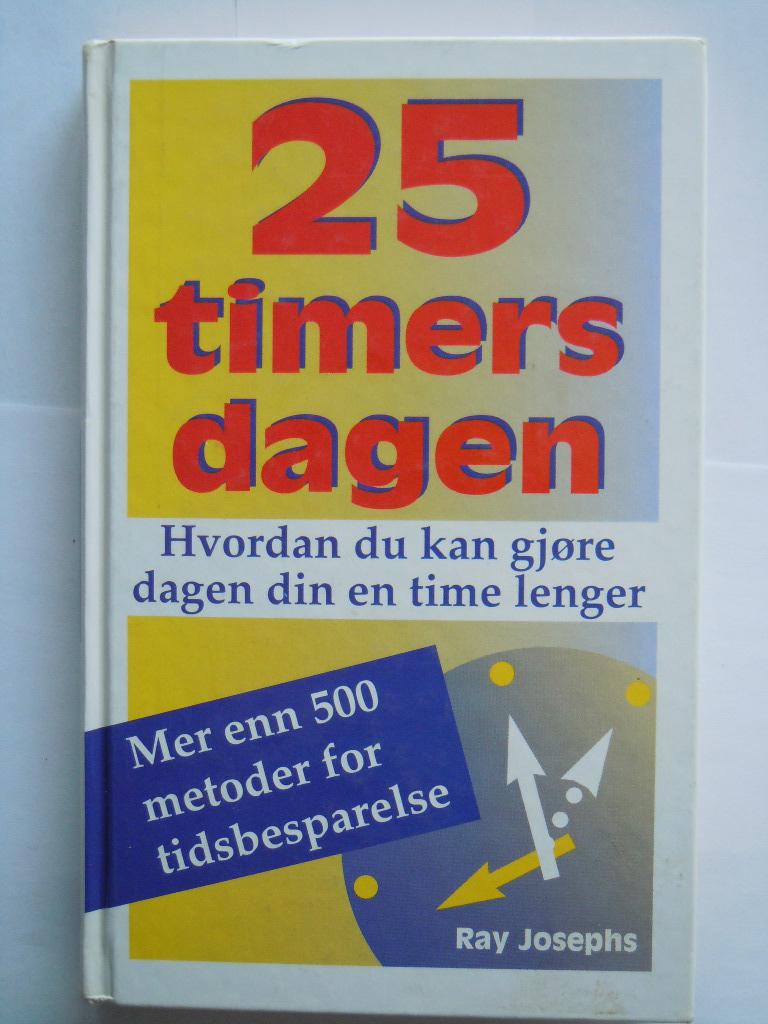 25
timers
dagen
Hvordan du kan gjøre
dagen din en time lenger
Mer enn 500
metoder for
tidsbesparelse
Ray Josephs